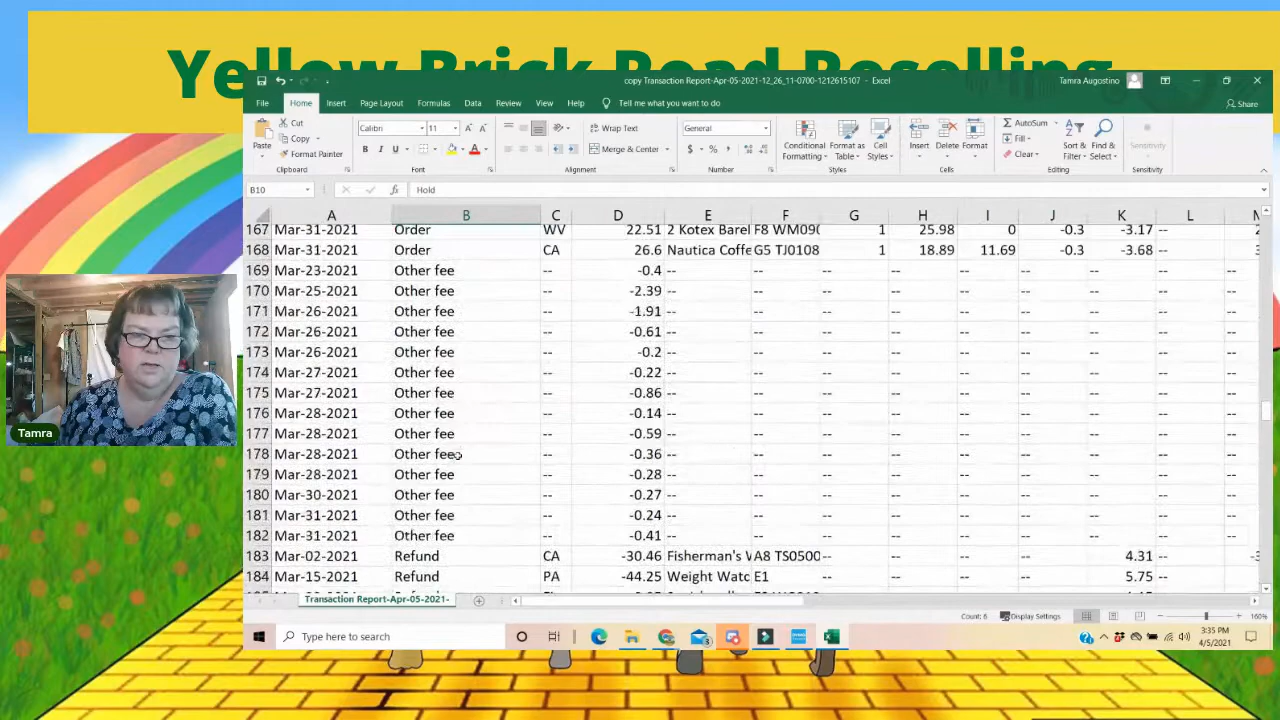 Yellow Brick Road Reselling
copy Transaction Report-Apr-05-2021-12_26_11-0700-1212615107 - Excel
Tamra Augostino
File Home Insert Page Layout Formulas Data Review View Help Tell me what you want to do Share
Cut
Copy
Format Painter
Paste
Calibri 11
Wrap Text
Merge & Center
General
Conditional Formatting
Format as Table
Cell Styles
Insert Delete Format
AutoSum
Fill
Clear
Sort & Filter
Find & Select
Sensitivity
Clipboard Font Alignment Number Styles Cells Editing Sensitivity
B10 fx Hold
A B C D E F G H I J K L M
167 Mar-31-2021 Order WV 22.51 2 Kotex Barel F8 WM090 1 25.98 0 -0.3 -3.17 --
168 Mar-31-2021 Order CA 26.6 Nautica Coffe G5 TJ0108 1 18.89 11.69 -0.3 -3.68 --
169 Mar-23-2021 Other fee -- -0.4 -- -- -- -- -- -- -- -- --
170 Mar-25-2021 Other fee -- -2.39 -- -- -- -- -- -- -- -- --
171 Mar-26-2021 Other fee -- -1.91 -- -- -- -- -- -- -- -- --
172 Mar-26-2021 Other fee -- -0.61 -- -- -- -- -- -- -- -- --
173 Mar-26-2021 Other fee -- -0.2 -- -- -- -- -- -- -- -- --
174 Mar-27-2021 Other fee -- -0.22 -- -- -- -- -- -- -- -- --
175 Mar-27-2021 Other fee -- -0.86 -- -- -- -- -- -- -- -- --
176 Mar-28-2021 Other fee -- -0.14 -- -- -- -- -- -- -- -- --
177 Mar-28-2021 Other fee -- -0.59 -- -- -- -- -- -- -- -- --
178 Mar-28-2021 Other fee -- -0.36 -- -- -- -- -- -- -- -- --
179 Mar-28-2021 Other fee -- -0.28 -- -- -- -- -- -- -- -- --
180 Mar-30-2021 Other fee -- -0.27 -- -- -- -- -- -- -- -- --
181 Mar-31-2021 Other fee -- -0.24 -- -- -- -- -- -- -- -- --
182 Mar-31-2021 Other fee -- -0.41 -- -- -- -- -- -- -- -- --
183 Mar-02-2021 Refund CA -30.46 Fisherman's W A8 TS0500 -- -- -- -- 4.31 --
184 Mar-15-2021 Refund PA -44.25 Weight Watc E1 -- -- -- -- 5.75 -- --
Tamra
Transaction Report-Apr-05-2021-
Count: 6 Display Settings 160%
Type here to search
3:35 PM
4/5/2021